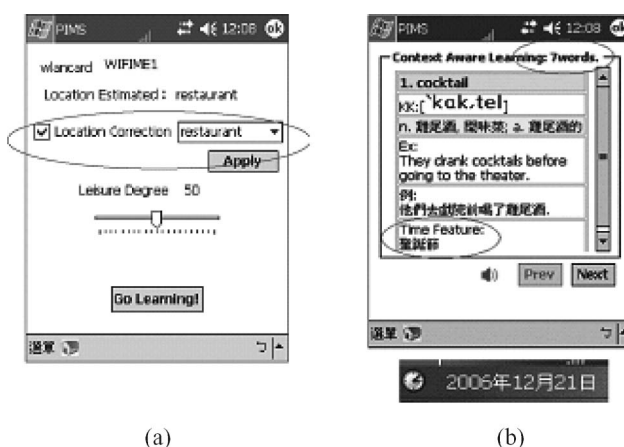 PIMS
12:08 ok
wlancard WIFIME1
Location Estimated: restaurant
Location Correction restaurant
Apply
Leisure Degree 50
Go Learning!
選單
(a)
PIMS
12:08 ok
Context Aware Learning: 7words.
1. cocktail
KK:[ˋkɑk͵tel]
n. 雞尾酒, 開味菜; a. 雞尾酒的
Ex:
They drank cocktails before
going to the theater.
例:
他們去戲院前喝了雞尾酒.
Time Feature:
聖誕節
Prev Next
選單
2006年12月21日
(b)